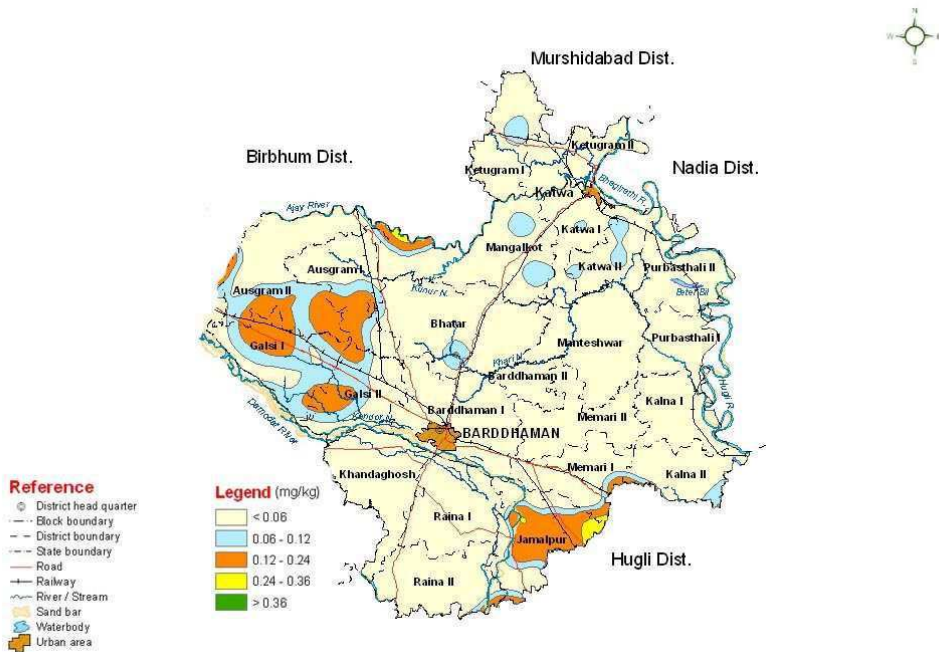 N
W
S
Murshidabad Dist.
Birbhum Dist.
Nadia Dist.
Ketugram II
Ketugram I
Katwa
Bhagirathi R.
Ajay River
Mangalkot
Katwa I
Katwa II
Purbasthali II
Ausgram I
Kunur N.
Ausgram II
Bhatar
Galsi I
Manteshwar
Purbasthali I
Khari N.
Barddhaman II
Hugli R.
Galsi II
Barddhaman I
Kalna I
Memari II
Damodar River
BARDDHAMAN
Memari I
Kalna II
Khandaghosh
Raina I
Jamalpur
Hugli Dist.
Raina II
Reference
District head quarter
Block boundary
District boundary
State boundary
Road
Railway
River / Stream
Sand bar
Waterbody
Urban area
Legend (mg/kg)
< 0.06
0.06 - 0.12
0.12 - 0.24
0.24 - 0.36
> 0.36